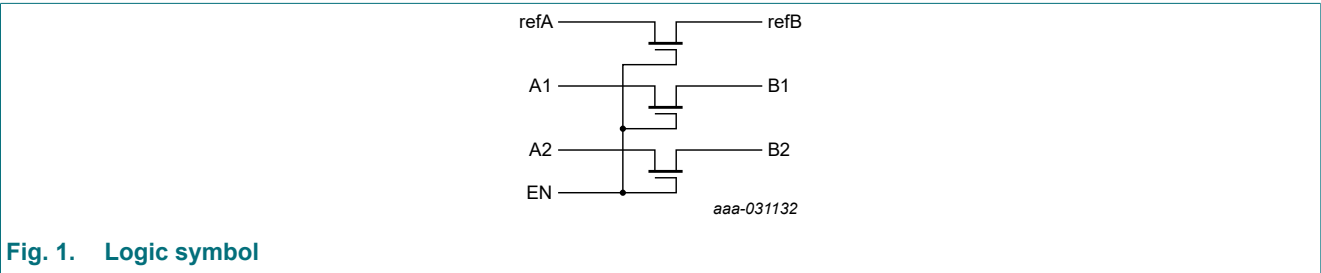 refA refB
A1 B1
A2 B2
EN
aaa-031132
Fig. 1. Logic symbol